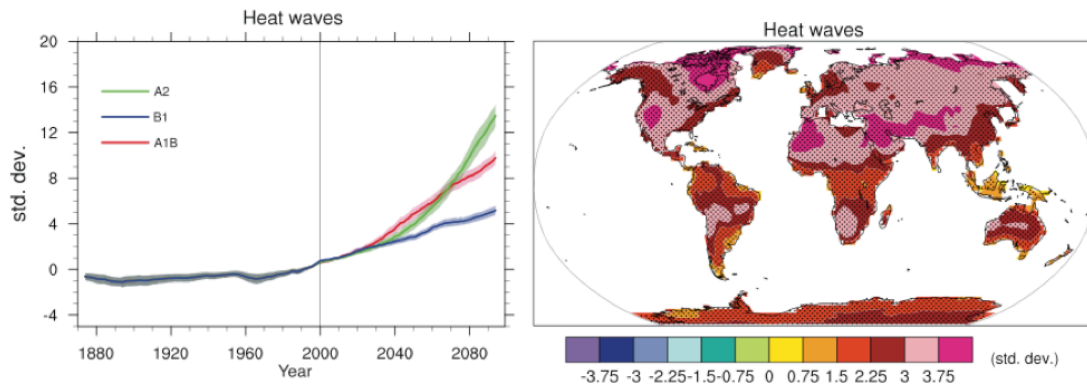 Heat waves
20
16
12
8
4
0
-4
std. dev.
A2
B1
A1B
1880 1920 1960 2000 2040 2080
Year
Heat waves
-3.75 -3 -2.25 -1.5 -0.75 0 0.75 1.5 2.25 3 3.75
(std. dev.)